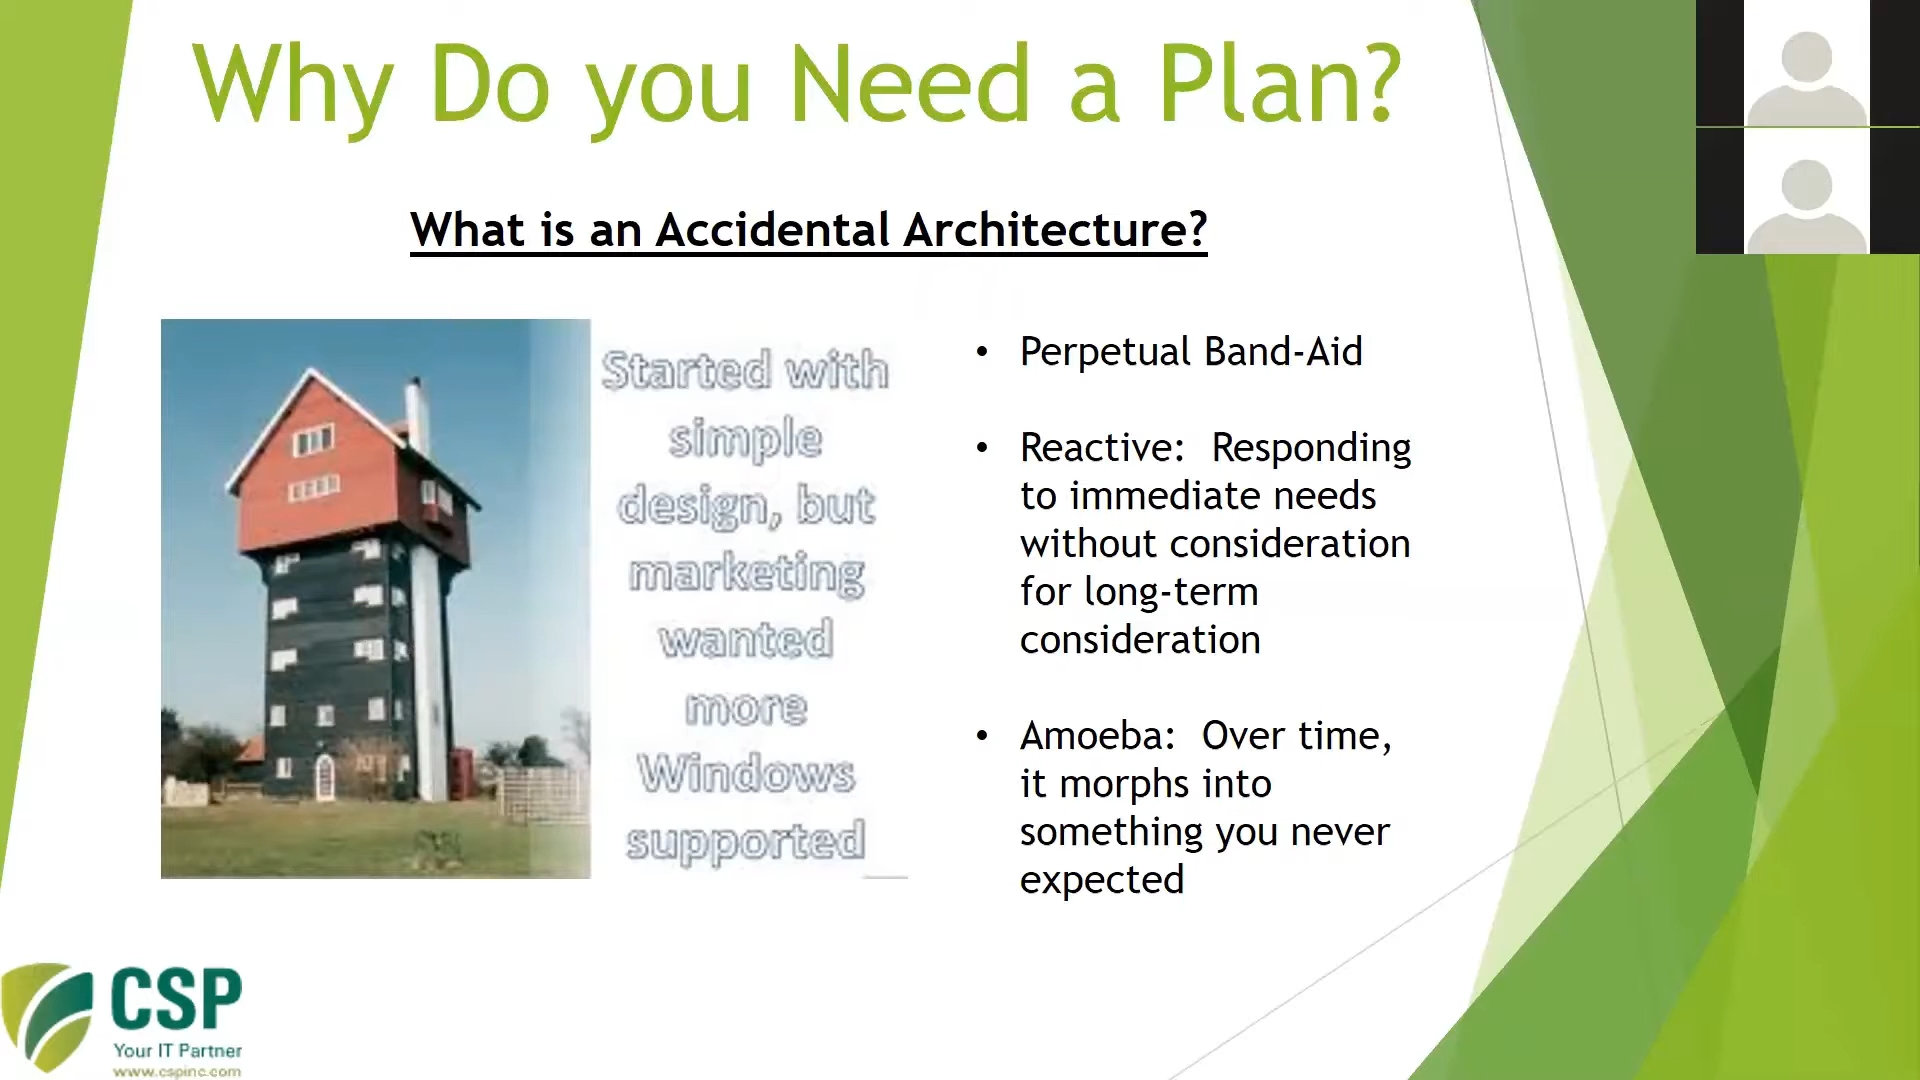 Why Do you Need a Plan?
What is an Accidental Architecture?
Started with
simple
design, but
marketing
wanted
more
Windows
supported
• Perpetual Band-Aid
• Reactive: Responding
to immediate needs
without consideration
for long-term
consideration
• Amoeba: Over time,
it morphs into
something you never
expected
CSP
Your IT Partner
www.cspinc.com